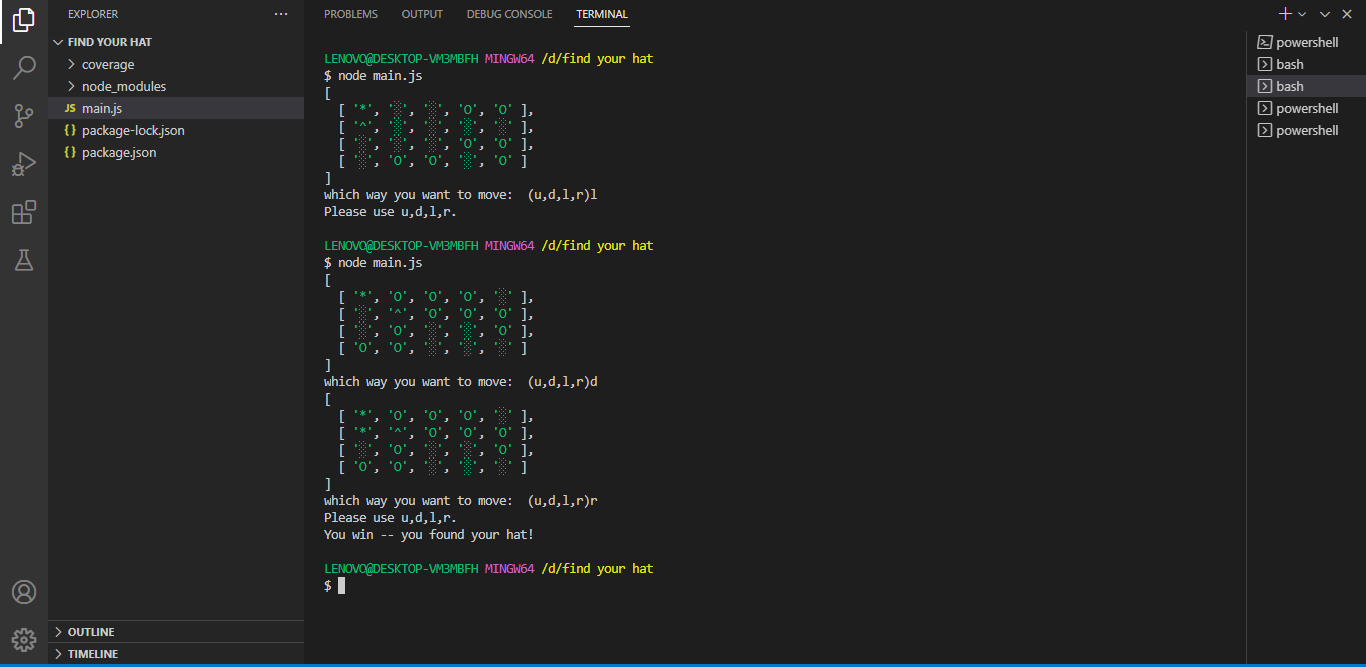 EXPLORER
FIND YOUR HAT
coverage
node_modules
JS main.js
{} package-lock.json
{} package.json
OUTLINE
TIMELINE
PROBLEMS OUTPUT DEBUG CONSOLE TERMINAL
LENOVO@DESKTOP-VM3MBFH MINGW64 /d/find your hat
$ node main.js
[
[ '*', '░', '░', 'O', 'O' ],
[ '^', '░', '░', '░', '░' ],
[ '░', '░', '░', 'O', 'O' ],
[ '░', 'O', 'O', '░', 'O' ]
]
which way you want to move:  (u,d,l,r)l
Please use u,d,l,r.
LENOVO@DESKTOP-VM3MBFH MINGW64 /d/find your hat
$ node main.js
[
[ '*', 'O', 'O', 'O', '░' ],
[ '░', '^', 'O', 'O', 'O' ],
[ '░', 'O', '░', '░', 'O' ],
[ 'O', 'O', '░', '░', '░' ]
]
which way you want to move:  (u,d,l,r)d
[
[ '*', 'O', 'O', 'O', '░' ],
[ '*', '^', 'O', 'O', 'O' ],
[ '░', 'O', '░', '░', 'O' ],
[ 'O', 'O', '░', '░', '░' ]
]
which way you want to move:  (u,d,l,r)r
Please use u,d,l,r.
You win -- you found your hat!
LENOVO@DESKTOP-VM3MBFH MINGW64 /d/find your hat
$
powershell
bash
bash
powershell
powershell